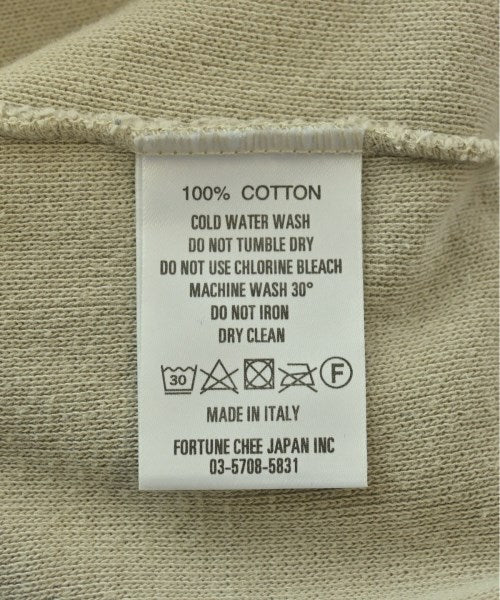 100% COTTON
COLD WATER WASH
DO NOT TUMBLE DRY
DO NOT USE CHLORINE BLEACH
MACHINE WASH 30°
DO NOT IRON
DRY CLEAN
30 F
MADE IN ITALY
FORTUNE CHEE JAPAN INC
03-5708-5831